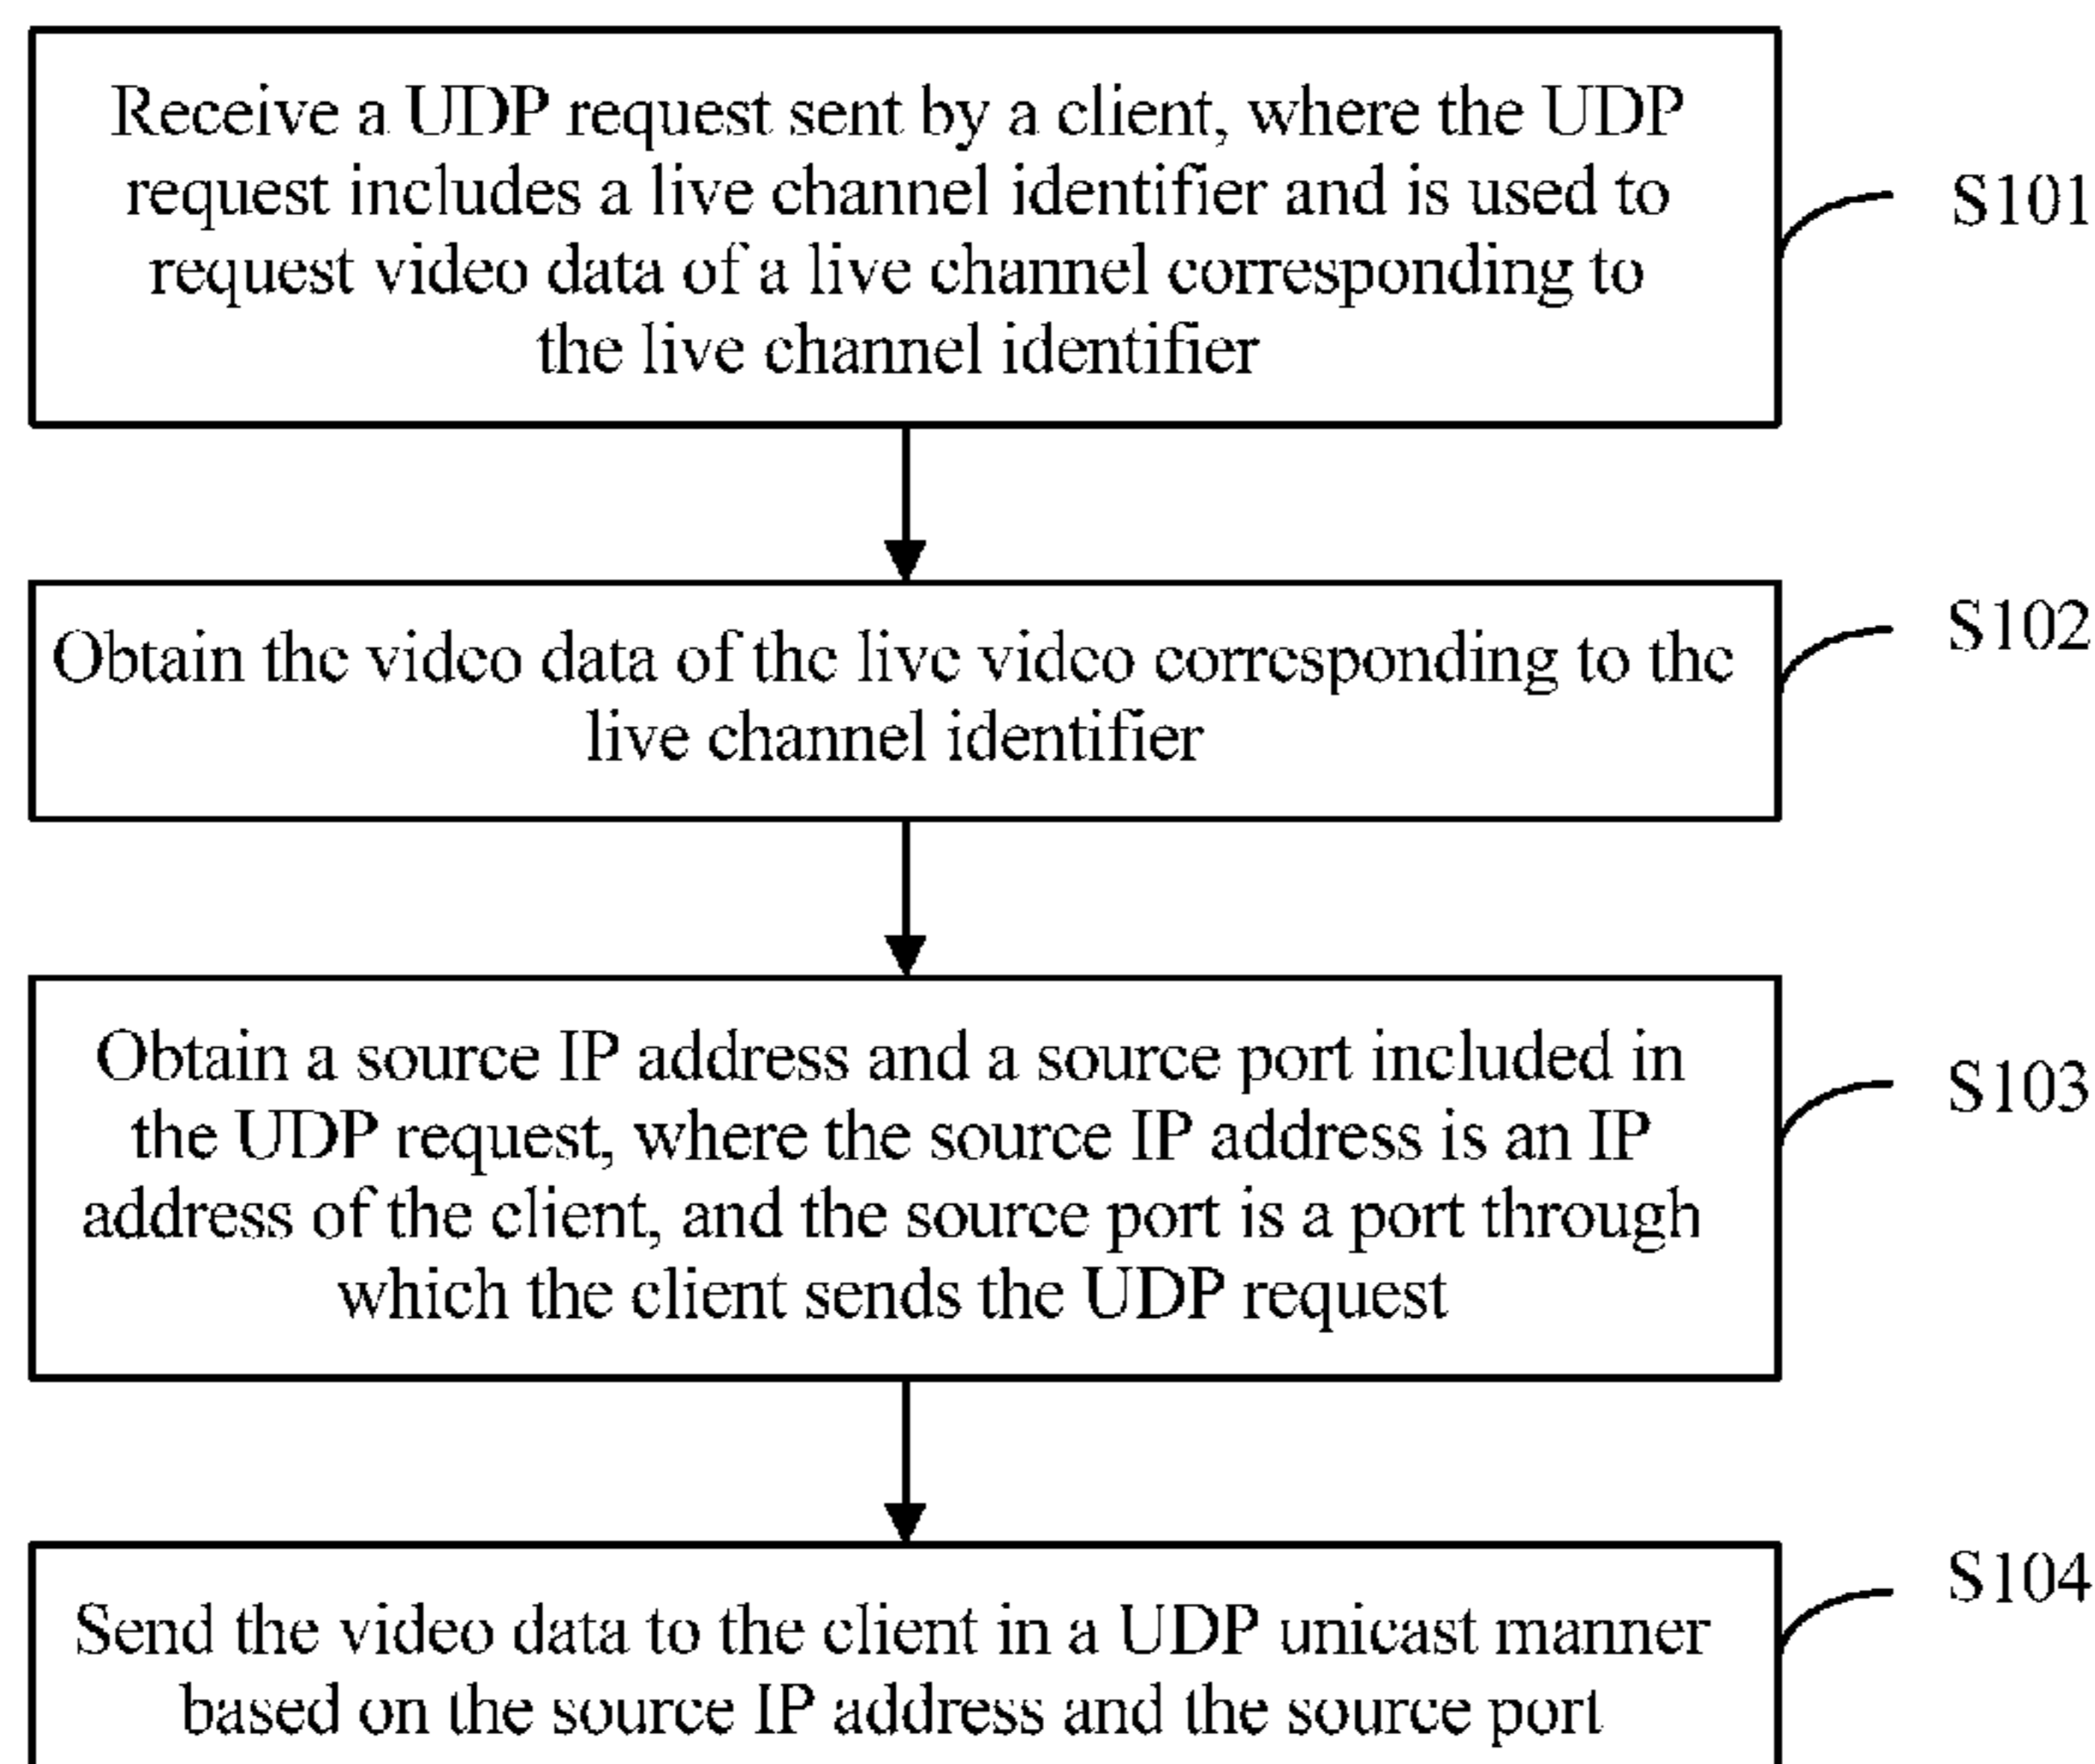 Receive a UDP request sent by a client, where the UDP
request includes a live channel identifier and is used to
request video data of a live channel corresponding to
the live channel identifier
S101
Obtain the video data of the live video corresponding to the
live channel identifier
S102
Obtain a source IP address and a source port included in
the UDP request, where the source IP address is an IP
address of the client, and the source port is a port through
which the client sends the UDP request
S103
Send the video data to the client in a UDP unicast manner
based on the source IP address and the source port
S104